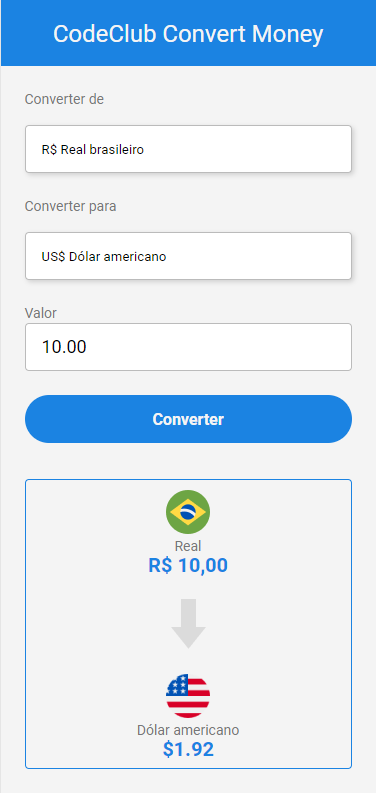 CodeClub Convert Money
Converter de
R$ Real brasileiro
Converter para
US$ Dólar americano
Valor
10.00
Converter
Real
R$ 10,00
Dólar americano
$1.92